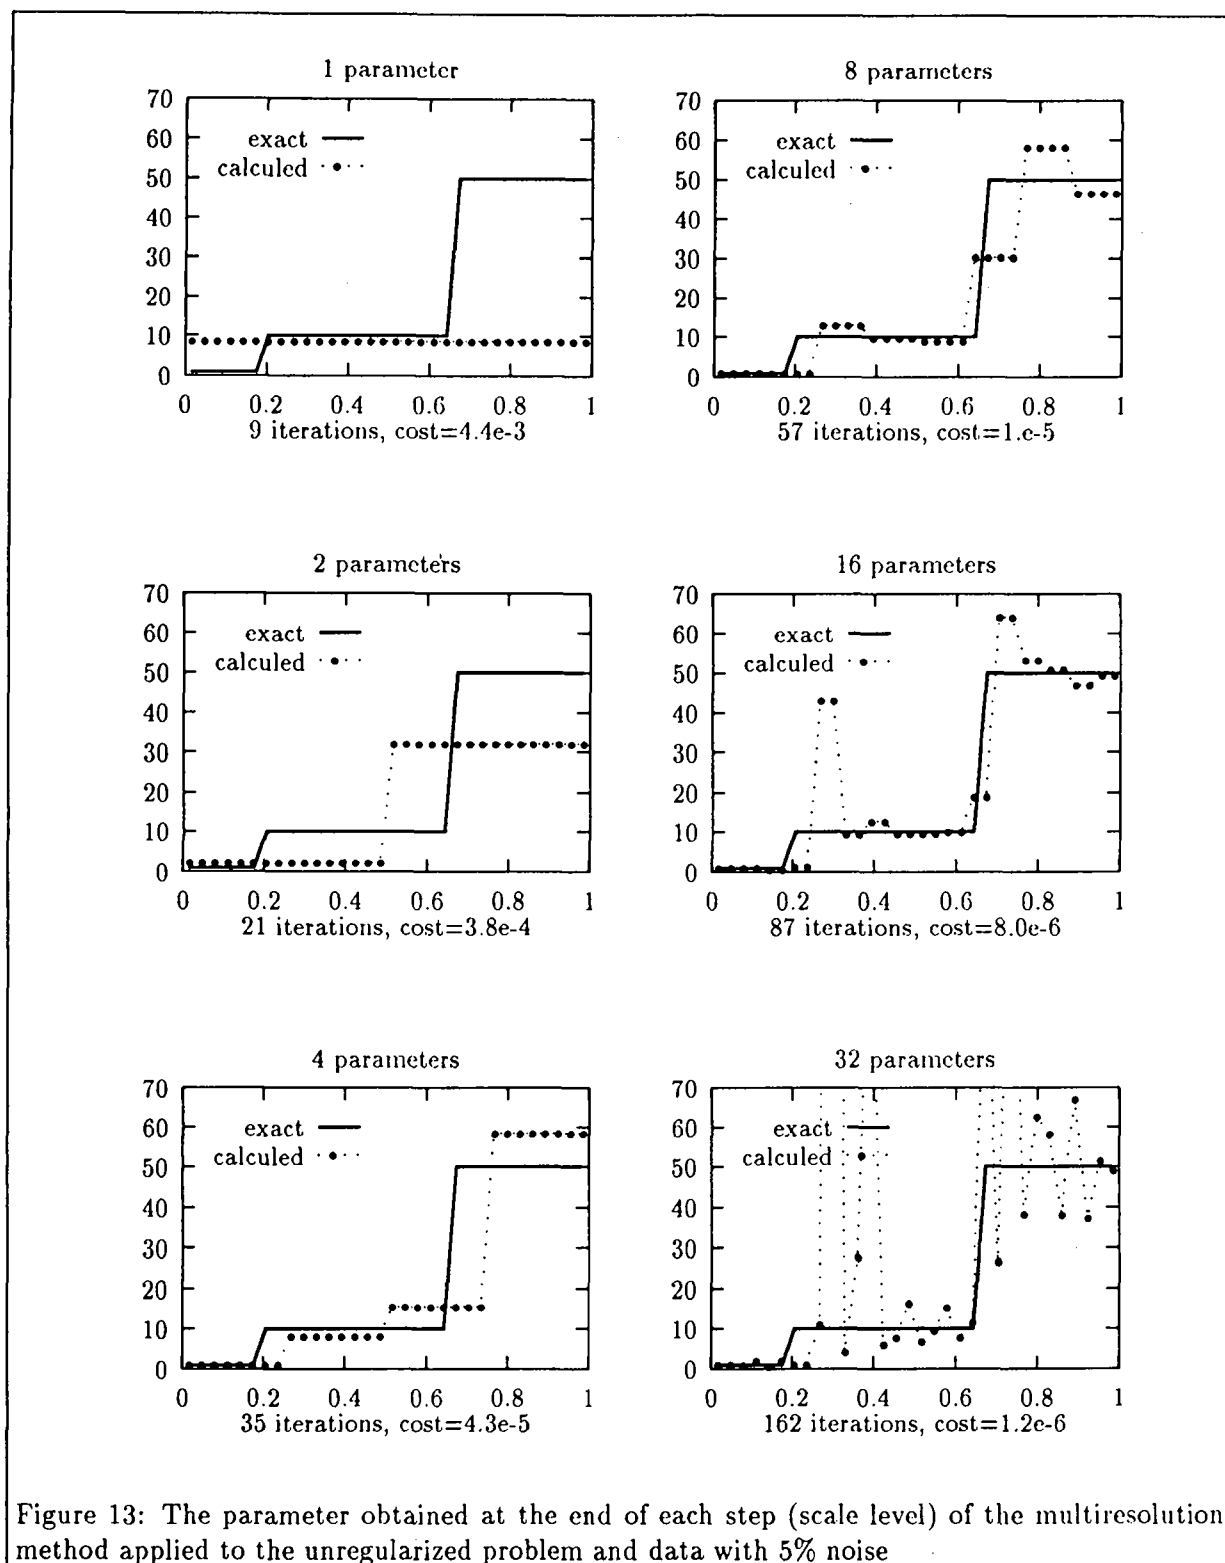 1 parameter
70
60
50
40
30
20
10
0
exact
calculed
0 0.2 0.4 0.6 0.8 1
9 iterations, cost=4.4e-3
8 parameters
70
60
50
40
30
20
10
0
exact
calculed
0 0.2 0.4 0.6 0.8 1
57 iterations, cost=1.e-5
2 parameters
70
60
50
40
30
20
10
0
exact
calculed
0 0.2 0.4 0.6 0.8 1
21 iterations, cost=3.8e-4
16 parameters
70
60
50
40
30
20
10
0
exact
calculed
0 0.2 0.4 0.6 0.8 1
87 iterations, cost=8.0e-6
4 parameters
70
60
50
40
30
20
10
0
exact
calculed
0 0.2 0.4 0.6 0.8 1
35 iterations, cost=4.3e-5
32 parameters
70
60
50
40
30
20
10
0
exact
calculed
0 0.2 0.4 0.6 0.8 1
162 iterations, cost=1.2e-6
Figure 13: The parameter obtained at the end of each step (scale level) of the multiresolution
method applied to the unregularized problem and data with 5% noise